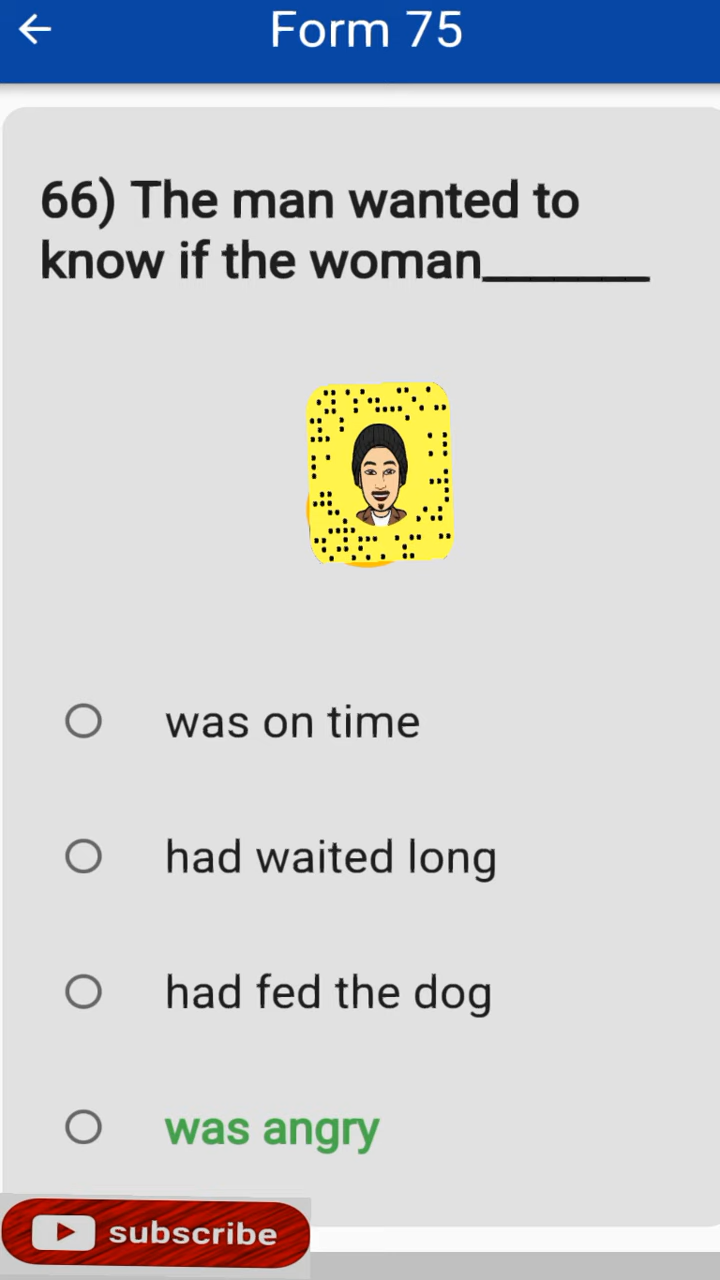 Form 75
66) The man wanted to
know if the woman_______
was on time
had waited long
had fed the dog
was angry
subscribe